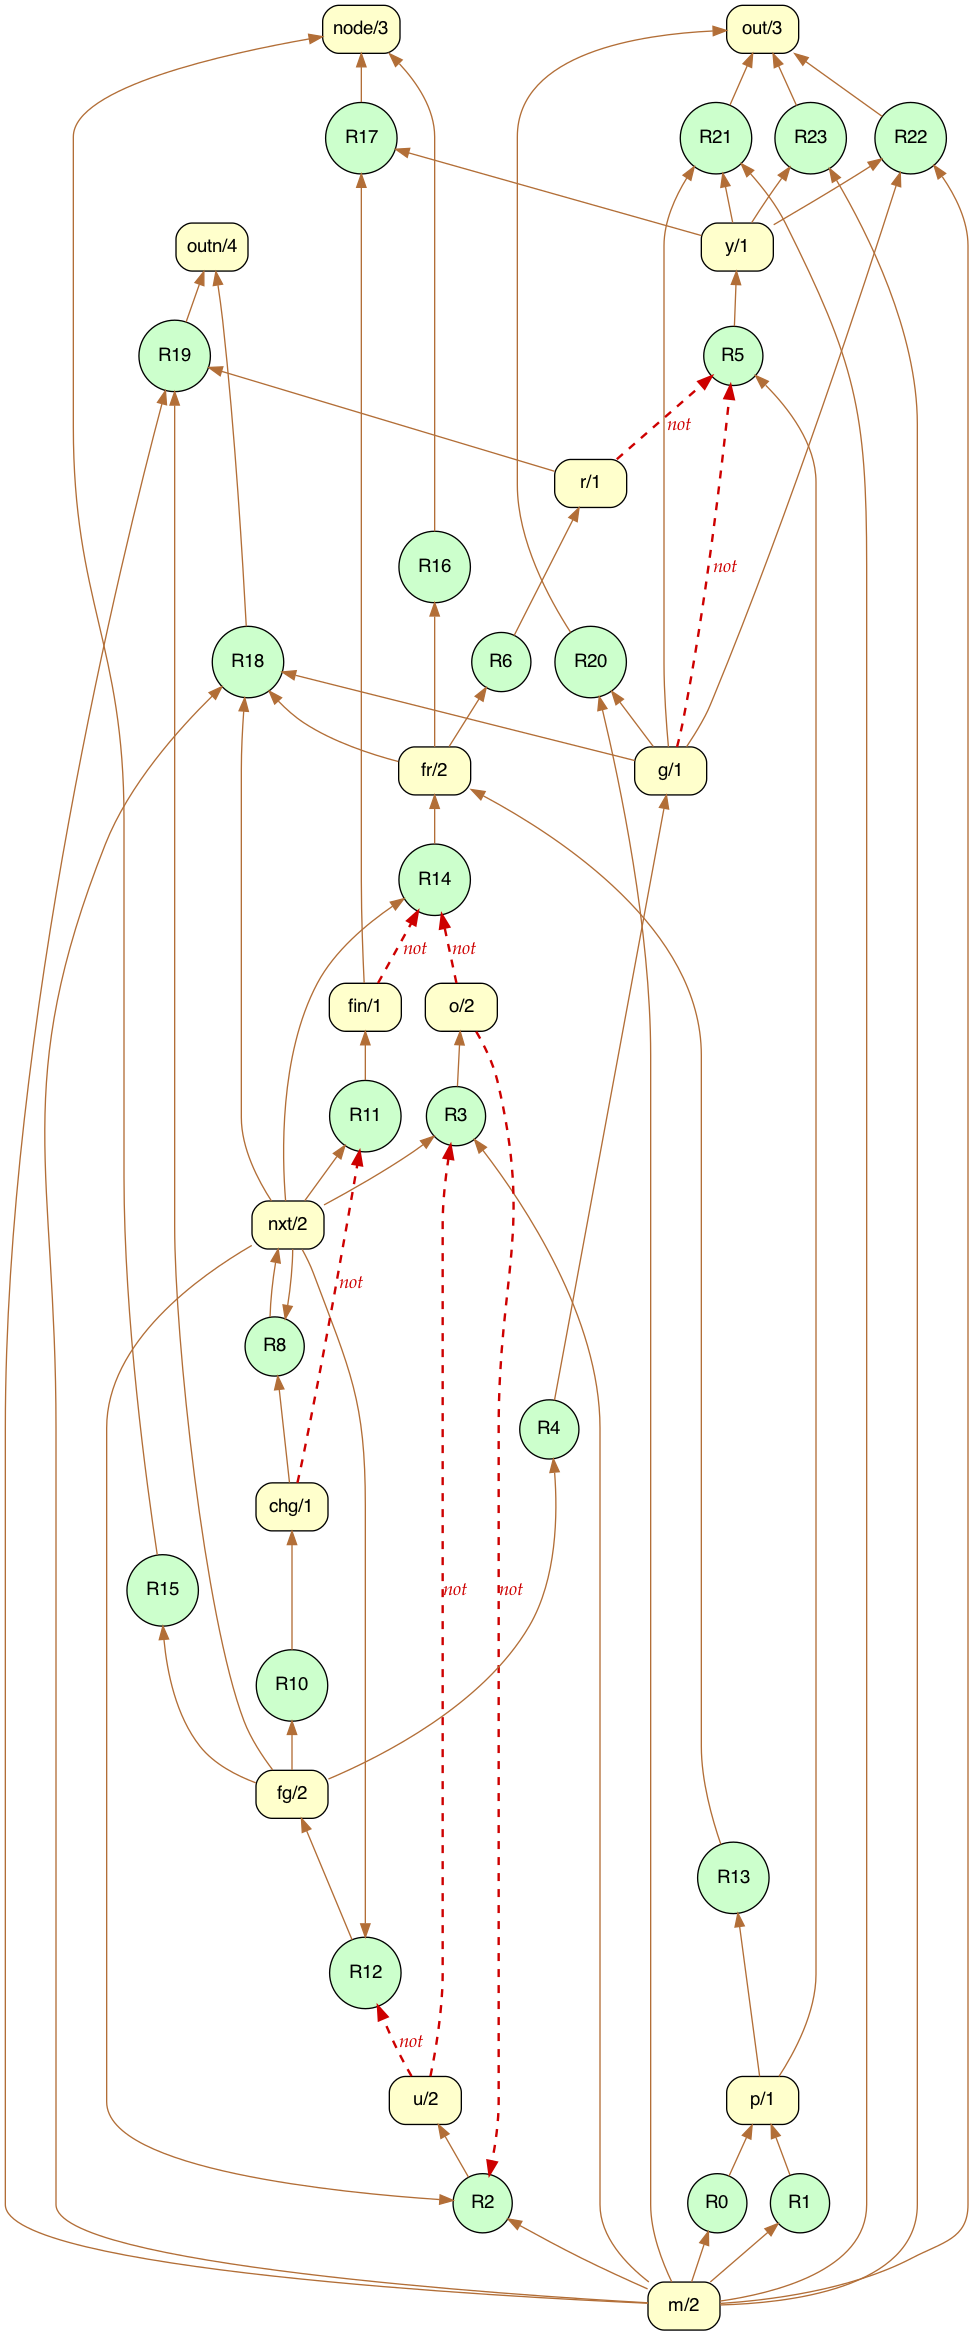 node/3
out/3
R17
R21
R23
R22
outn/4
y/1
R19
R5
not
r/1
R16
not
R18
R6
R20
fr/2
g/1
R14
not
not
fin/1
o/2
R11
R3
nxt/2
not
R8
R4
chg/1
R15
not
not
R10
fg/2
R13
R12
not
u/2
p/1
R2
R0
R1
m/2